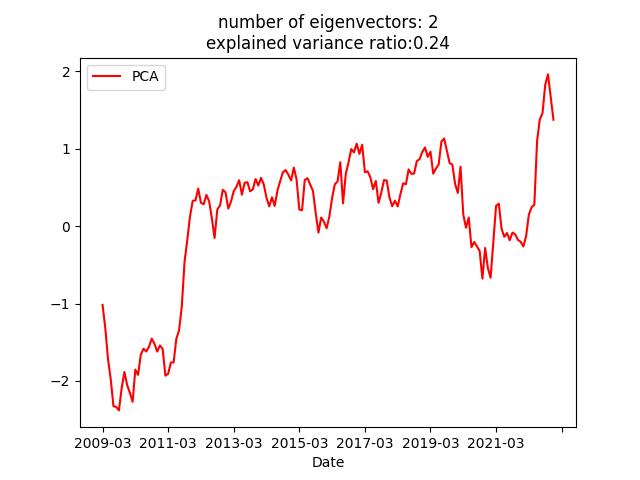 number of eigenvectors: 2
explained variance ratio:0.24
PCA
2
1
0
−1
−2
2009-03 2011-03 2013-03 2015-03 2017-03 2019-03 2021-03
Date